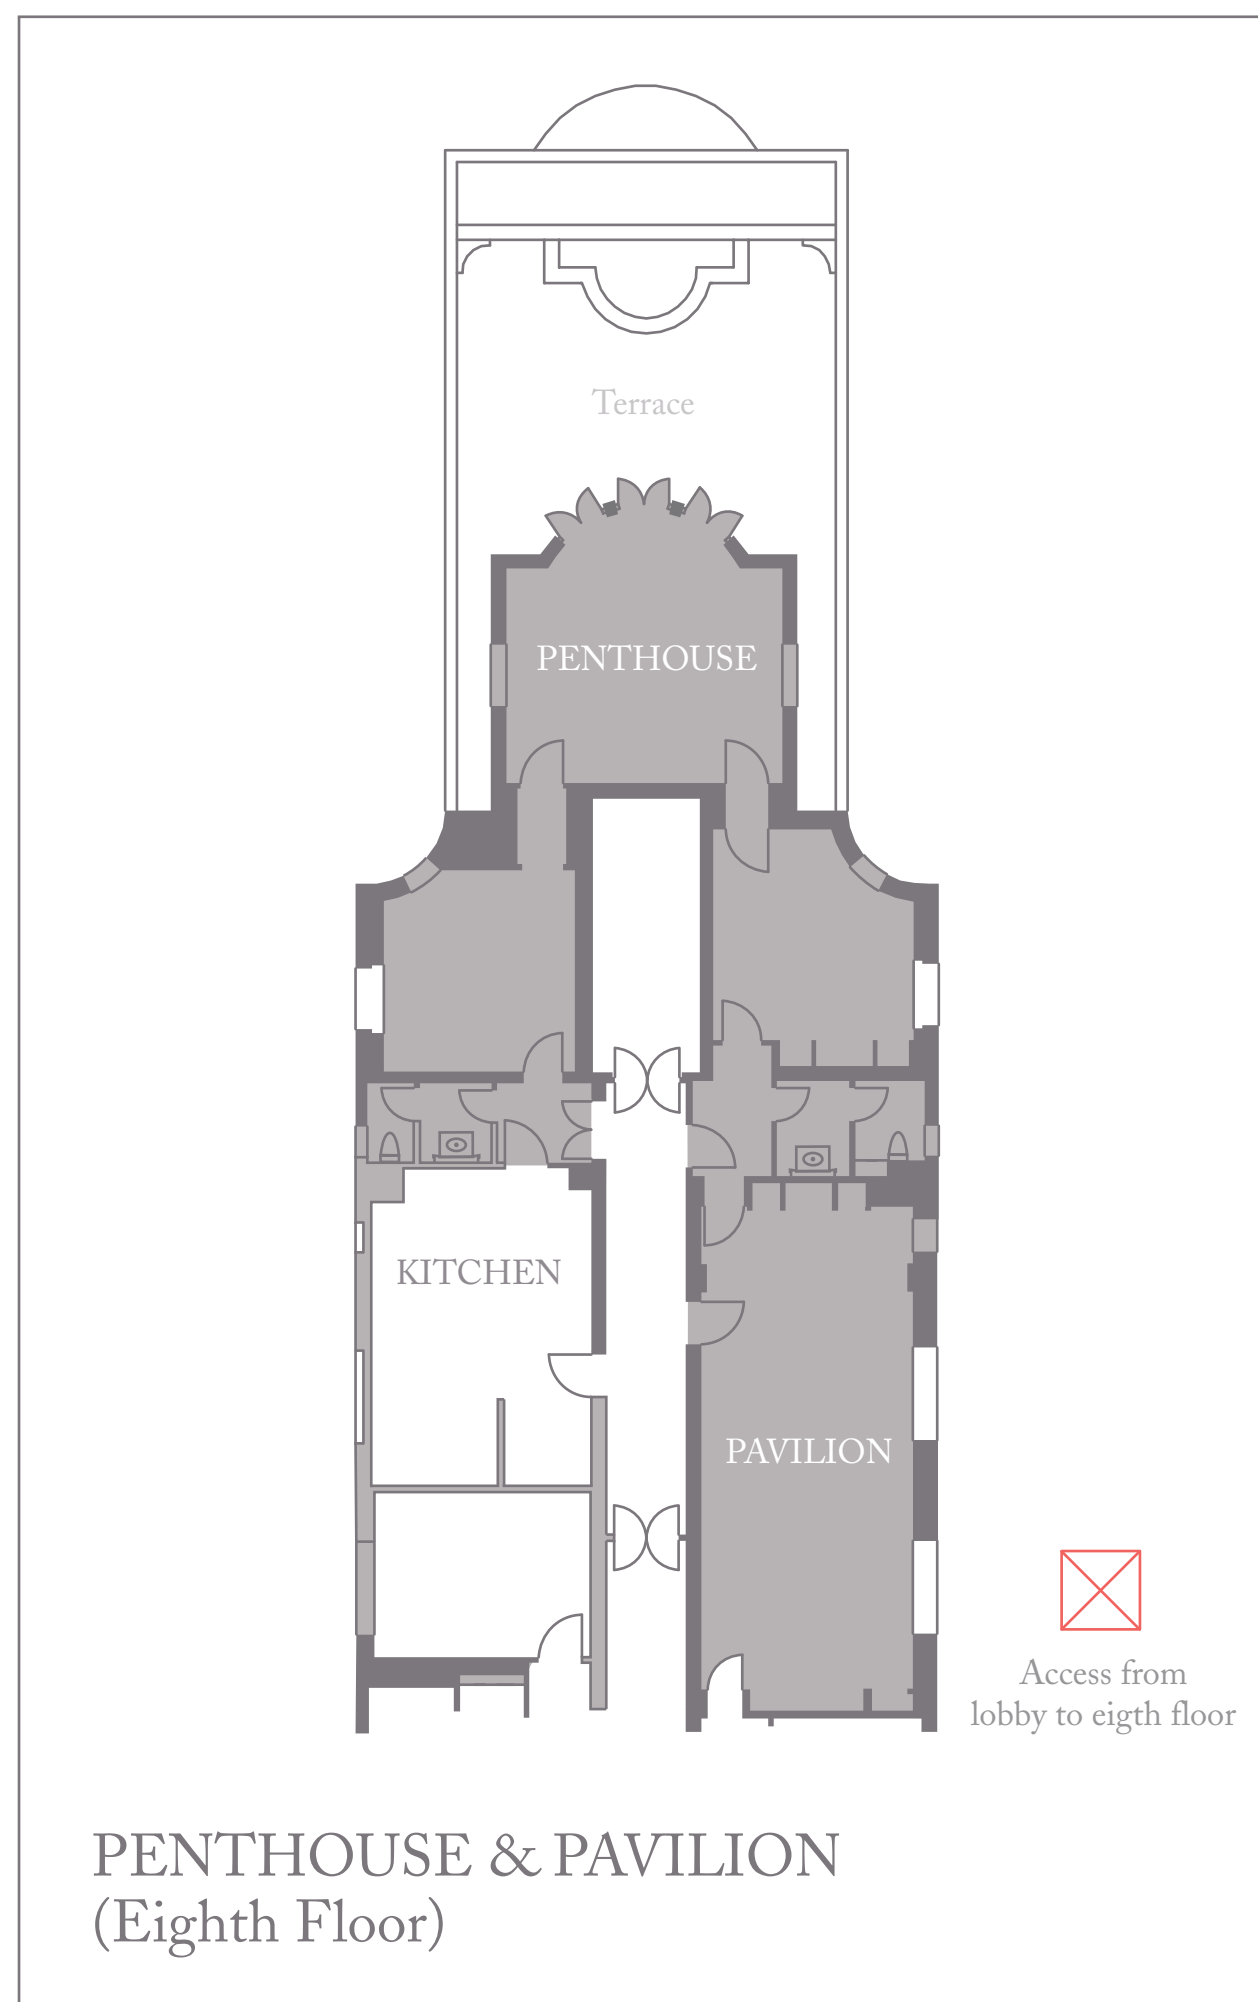 Terrace
PENTHOUSE
KITCHEN
PAVILION
Access from
lobby to eigth floor
PENTHOUSE & PAVILION
(Eighth Floor)